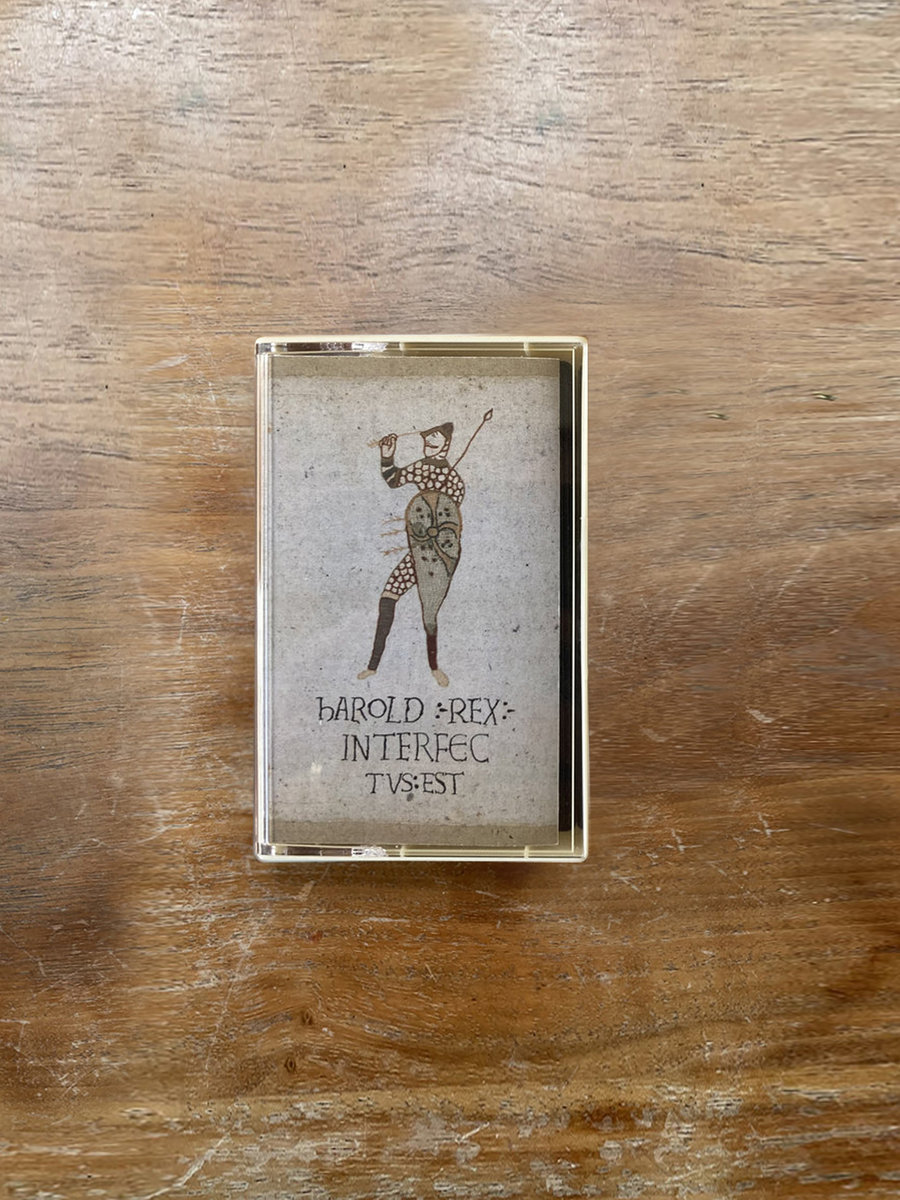 hAROLD :-REX:-
INTERFEC
TVS:EST